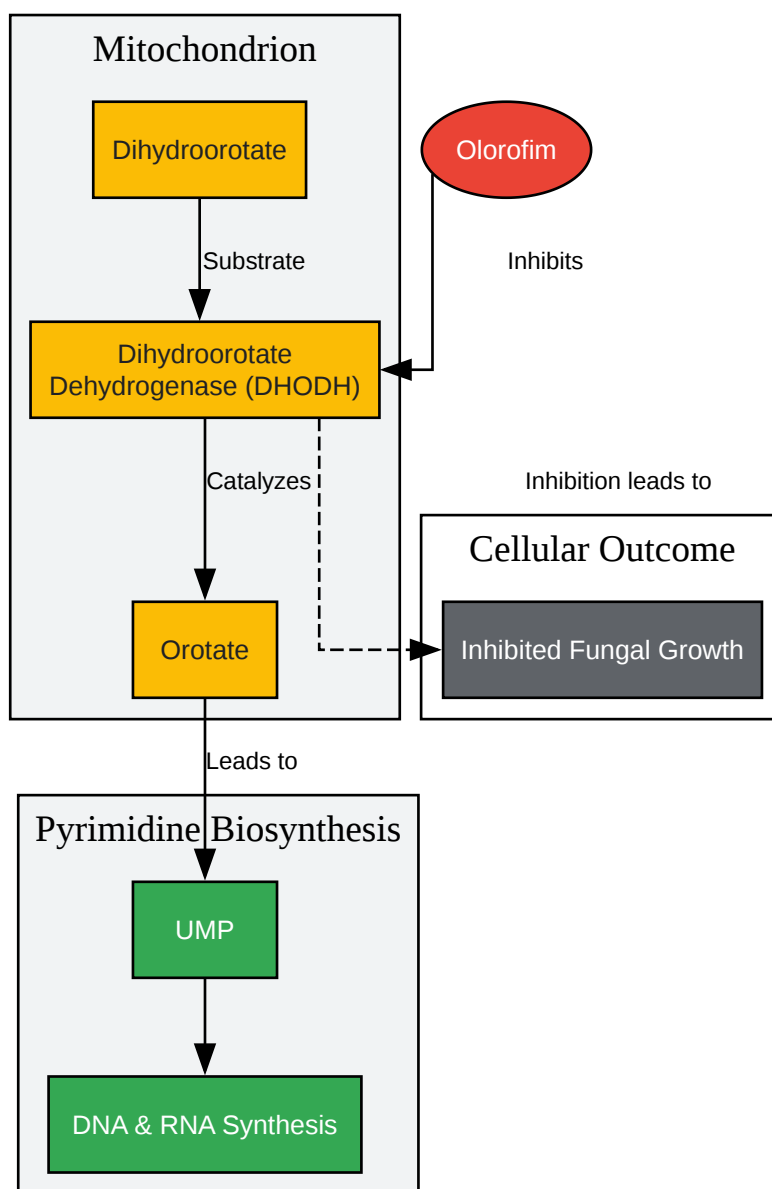 Mitochondrion
Dihydroorotate
Olorofim
Substrate
Inhibits
Dihydroorotate
Dehydrogenase (DHODH)
Catalyzes
Inhibition leads to
Cellular Outcome
Orotate
Inhibited Fungal Growth
Leads to
Pyrimidine Biosynthesis
UMP
DNA & RNA Synthesis